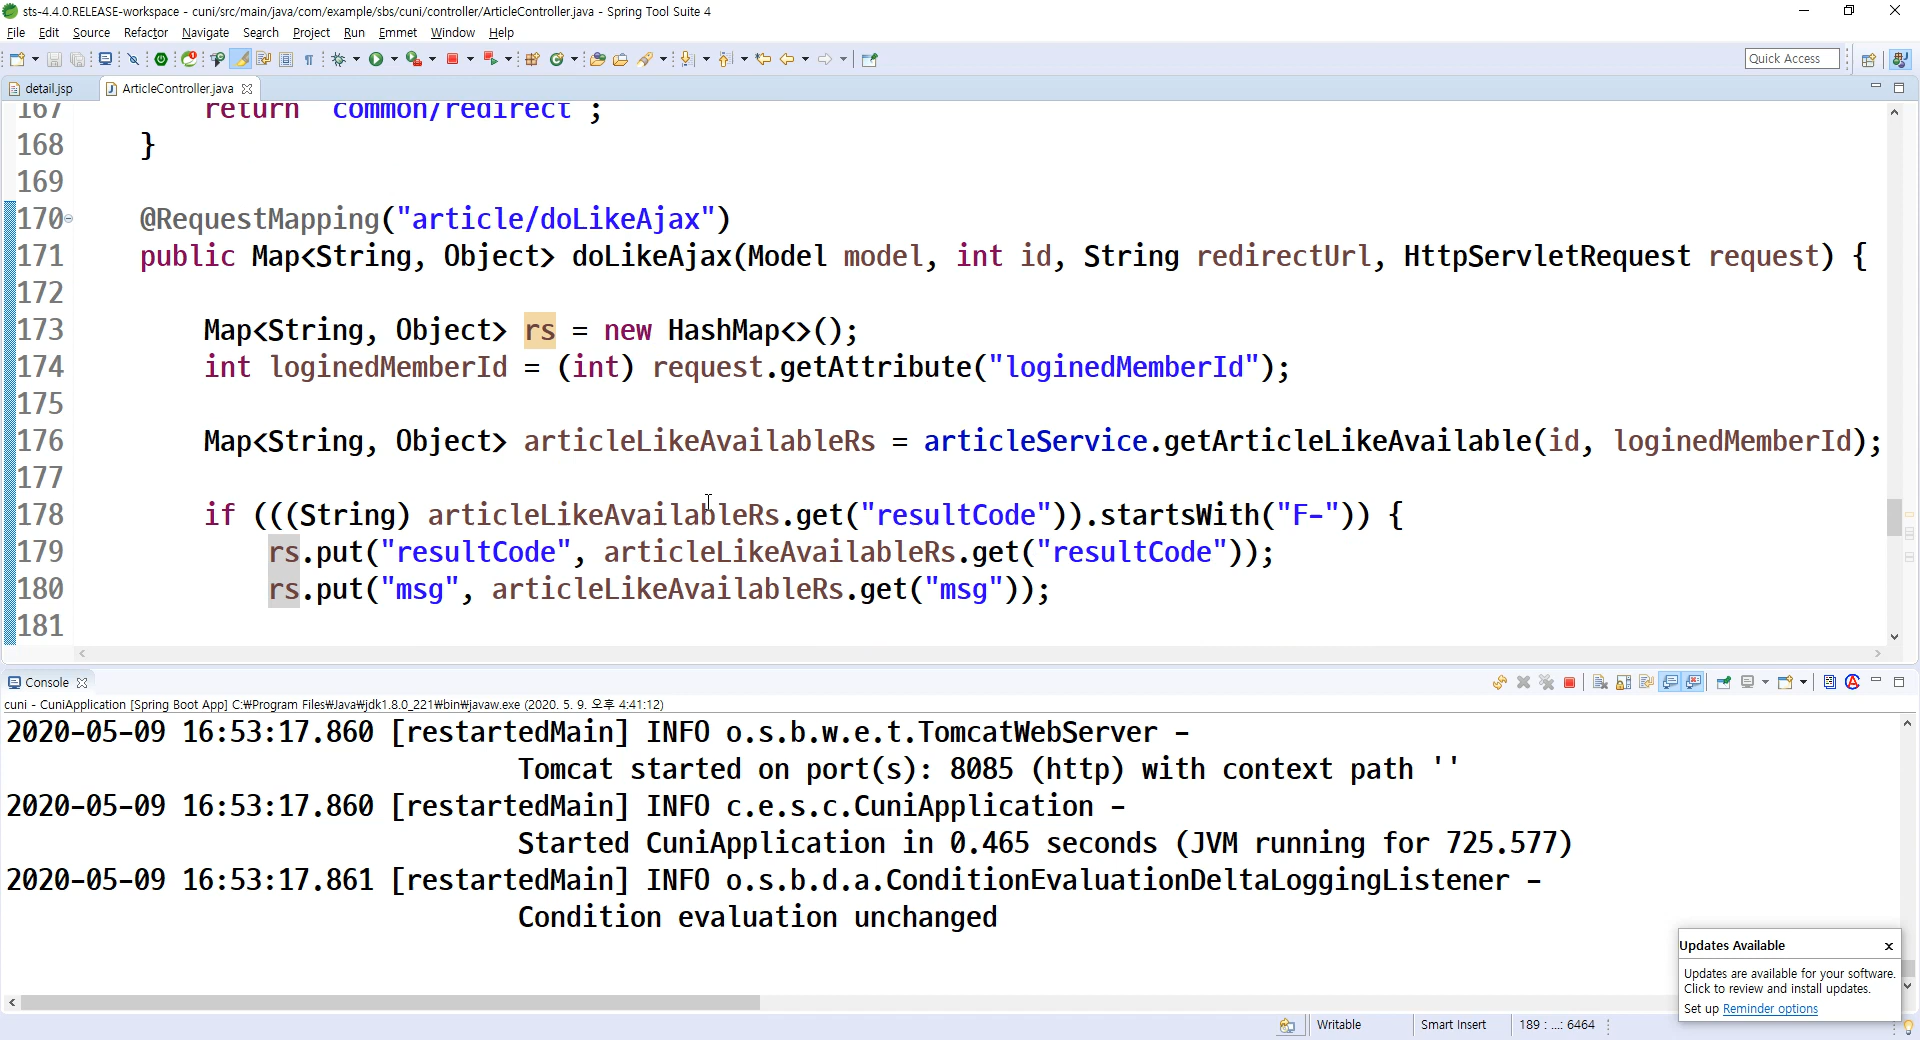 sts-4.4.0.RELEASE-workspace - cuni/src/main/java/com/example/sbs/cuni/controller/ArticleController.java - Spring Tool Suite 4
File Edit Source Refactor Navigate Search Project Run Emmet Window Help
Quick Access
detail.jsp ArticleController.java
167 return "common/redirect";
168 }
169
170 @RequestMapping("article/doLikeAjax")
171 public Map<String, Object> doLikeAjax(Model model, int id, String redirectUrl, HttpServletRequest request) {
172
173 Map<String, Object> rs = new HashMap<>();
174 int loginedMemberId = (int) request.getAttribute("loginedMemberId");
175
176 Map<String, Object> articleLikeAvailableRs = articleService.getArticleLikeAvailable(id, loginedMemberId);
177
178 if (((String) articleLikeAvailableRs.get("resultCode")).startsWith("F-")) {
179 rs.put("resultCode", articleLikeAvailableRs.get("resultCode"));
180 rs.put("msg", articleLikeAvailableRs.get("msg"));
181
Console
cuni - CuniApplication [Spring Boot App] C:₩Program Files₩Java₩jdk1.8.0_221₩bin₩javaw.exe (2020. 5. 9. 오후 4:41:12)
2020-05-09 16:53:17.860 [restartedMain] INFO o.s.b.w.e.t.TomcatWebServer -
Tomcat started on port(s): 8085 (http) with context path ''
2020-05-09 16:53:17.860 [restartedMain] INFO c.e.s.c.CuniApplication -
Started CuniApplication in 0.465 seconds (JVM running for 725.577)
2020-05-09 16:53:17.861 [restartedMain] INFO o.s.b.d.a.ConditionEvaluationDeltaLoggingListener -
Condition evaluation unchanged
Updates Available
Updates are available for your software.
Click to review and install updates.
Set up Reminder options
Writable Smart Insert 189 : ...: 6464